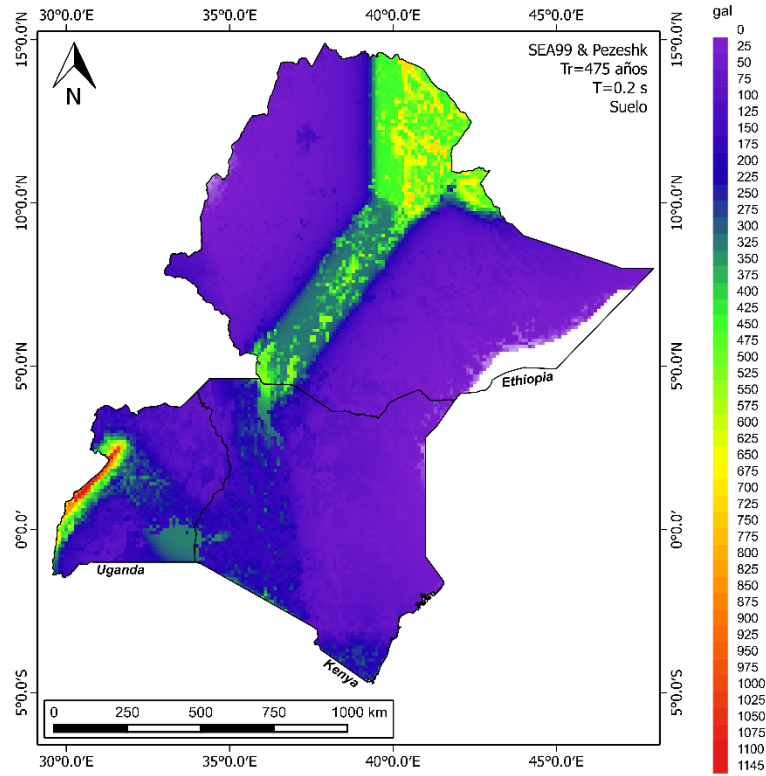 30°0.0'E 35°0.0'E 40°0.0'E 45°0.0'E
gal
15°0.0'N
15°0.0'N
SEA99 & Pezeshk
Tr=475 años
T=0.2 s
Suelo
N
10°0.0'N
10°0.0'N
5°0.0'N
5°0.0'N
Ethiopia
0°0.0'
0°0.0'
Uganda
Kenya
5°0.0'S
5°0.0'S
0 250 500 750 1000 km
30°0.0'E 35°0.0'E 40°0.0'E 45°0.0'E
0
25
50
75
100
125
150
175
200
225
250
275
300
325
350
375
400
425
450
475
500
525
550
575
600
625
650
675
700
725
750
775
800
825
850
875
900
925
950
975
1000
1025
1050
1075
1100
1145